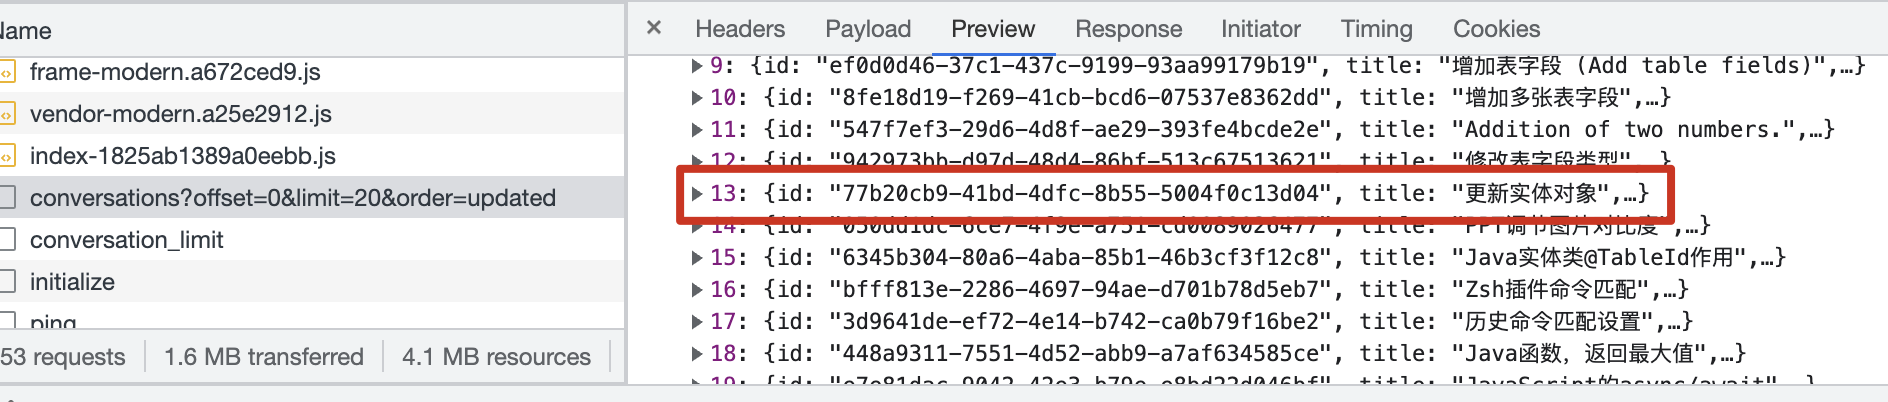 Name
frame-modern.a672ced9.js
vendor-modern.a25e2912.js
index-1825ab1389a0eebb.js
conversations?offset=0&limit=20&order=updated
conversation_limit
initialize
ping
53 requests
1.6 MB transferred
4.1 MB resources
Headers
Payload
Preview
Response
Initiator
Timing
Cookies
9: {id: "ef0d0d46-37c1-437c-9199-93aa99179b19", title: "增加表字段 (Add table fields)",…}
10: {id: "8fe18d19-f269-41cb-bcd6-07537e8362dd", title: "增加多张表字段",…}
11: {id: "547f7ef3-29d6-4d8f-ae29-393fe4bcde2e", title: "Addition of two numbers.",…}
12: {id: "942973bb-d97d-48d4-86bf-513c67513621", title: "修改表字段类型",…}
13: {id: "77b20cb9-41bd-4dfc-8b55-5004f0c13d04", title: "更新实体对象",…}
14: {id: "050dd1dc-6ce7-4f9e-a751-cd0089026477", title: "PPT调节图片对比度",…}
15: {id: "6345b304-80a6-4aba-85b1-46b3cf3f12c8", title: "Java实体类@TableId作用",…}
16: {id: "bfff813e-2286-4697-94ae-d701b78d5eb7", title: "Zsh插件命令匹配",…}
17: {id: "3d9641de-ef72-4e14-b742-ca0b79f16be2", title: "历史命令匹配设置",…}
18: {id: "448a9311-7551-4d52-abb9-a7af634585ce", title: "Java函数，返回最大值",…}
19: {id: "e7e81dac-9042-42e3-b79e-e8bd22d046bf", title: "JavaScript的async/await",…}